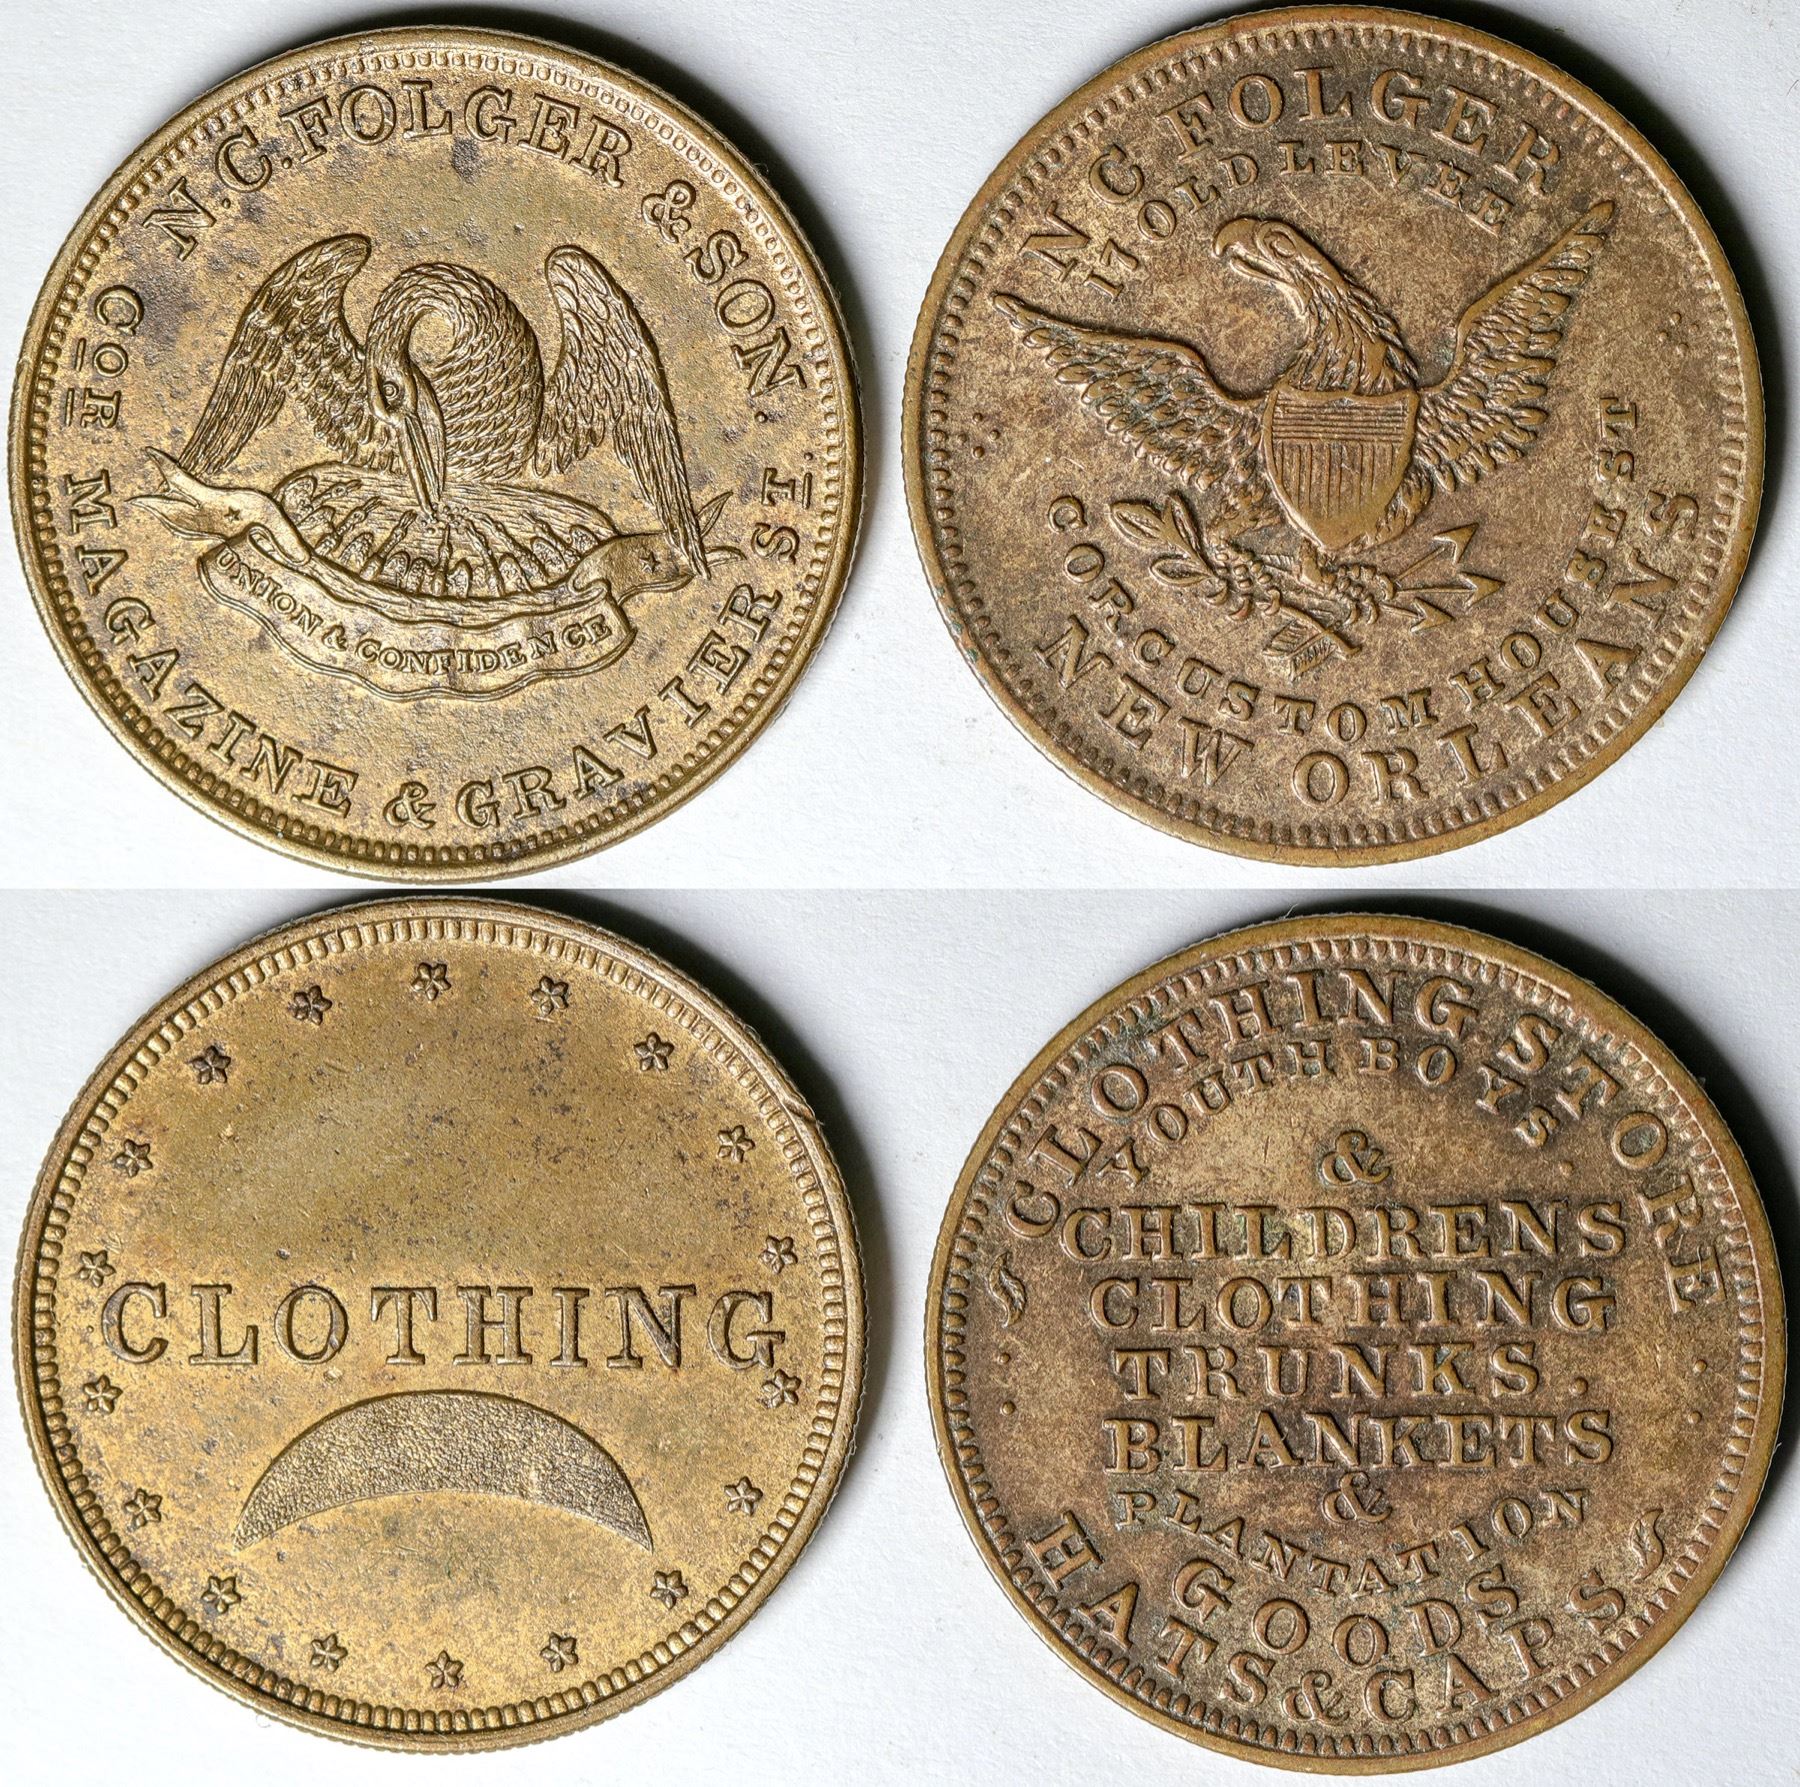 N.C. FOLGER & SON.
COR MAGAZINE & GRAVIER ST.
UNION & CONFIDENCE
N C FOLGER
17 OLD LEVEE
COR CUSTOM HOUSE ST
NEW ORLEANS
CLOTHING
CLOTHING STORE
YOUTH BOYS.
&
CHILDRENS
CLOTHING
TRUNKS.
BLANKETS
&
PLANTATION
GOODS
HATS & CAPS